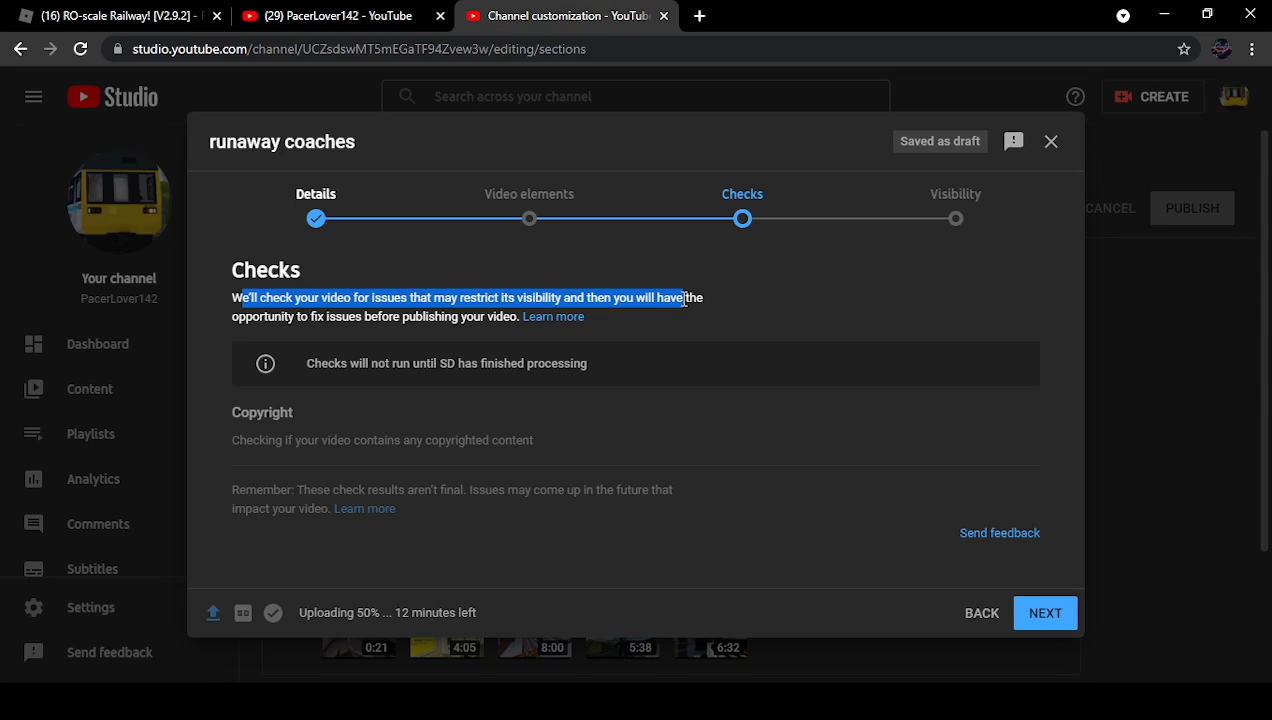 (16) RO-scale Railway! [V2.9.2] -
(29) PacerLover142 - YouTube
Channel customization - YouTub
studio.youtube.com/channel/UCZsdswMT5mEGaTF94Zvew3w/editing/sections
Studio
Search across your channel
CREATE
runaway coaches
Saved as draft
Details
Video elements
Checks
Visibility
CANCEL
PUBLISH
Checks
We'll check your video for issues that may restrict its visibility and then you will have the
opportunity to fix issues before publishing your video. Learn more
Your channel
PacerLover142
Checks will not run until SD has finished processing
Dashboard
Content
Playlists
Analytics
Comments
Subtitles
Settings
Send feedback
Copyright
Checking if your video contains any copyrighted content
Remember: These check results aren't final. Issues may come up in the future that
impact your video. Learn more
Send feedback
SD
Uploading 50% ... 12 minutes left
BACK
NEXT
0:21
4:05
8:00
5:38
6:32